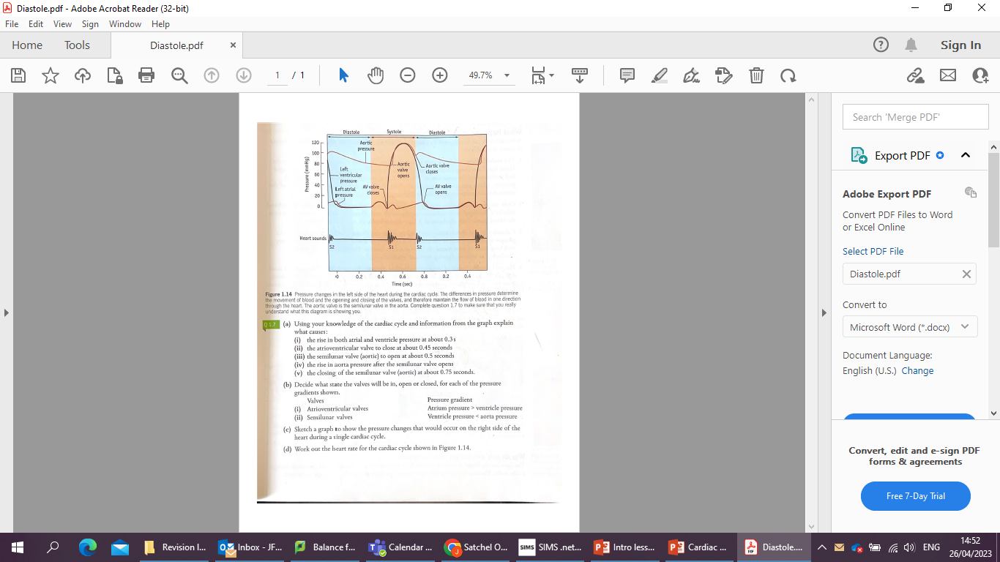 Diastole.pdf - Adobe Acrobat Reader (32-bit)
File Edit View Sign Window Help
Home Tools Diastole.pdf × Sign In
1 / 1 49.7%
Diastole Systole Diastole
120
100
80
60
40
20
0
Pressure (mmHg)
Aortic
pressure
Left
ventricular
pressure
Left atrial
pressure
AV valve
closes
Aortic
valve
opens
Aortic valve
closes
AV valve
opens
Heart sounds
S2 S1 S2 S1
0 0.2 0.4 0.6 0.8 0.2 0.4
Time (sec)
Figure 1.14 Pressure changes in the left side of the heart during the cardiac cycle. The differences in pressure determine
the movement of blood and the opening and closing of the valves, and therefore maintain the flow of blood in one direction
through the heart. The aortic valve is the semilunar valve in the aorta. Complete question 1.7 to make sure that you really
understand what this diagram is showing you.
Q1.7 (a) Using your knowledge of the cardiac cycle and information from the graph explain
what causes:
(i) the rise in both atrial and ventricle pressure at about 0.3 s
(ii) the atrioventricular valve to close at about 0.45 seconds
(iii) the semilunar valve (aortic) to open at about 0.5 seconds
(iv) the rise in aorta pressure after the semilunar valve opens
(v) the closing of the semilunar valve (aortic) at about 0.75 seconds.
(b) Decide what state the valves will be in, open or closed, for each of the pressure
gradients shown.
Valves Pressure gradient
(i) Atrioventricular valves Atrium pressure > ventricle pressure
(ii) Semilunar valves Ventricle pressure < aorta pressure
(c) Sketch a graph to show the pressure changes that would occur on the right side of the
heart during a single cardiac cycle.
(d) Work out the heart rate for the cardiac cycle shown in Figure 1.14.
Search 'Merge PDF'
Export PDF
Adobe Export PDF
Convert PDF Files to Word
or Excel Online
Select PDF File
Diastole.pdf
Convert to
Microsoft Word (*.docx)
Document Language:
English (U.S.) Change
Convert, edit and e-sign PDF
forms & agreements
Free 7-Day Trial
Revision I... Inbox - JF... Balance f... Calendar ... Satchel O... SIMS .net... Intro less... Cardiac ... Diastole.... ENG 14:52
26/04/2023